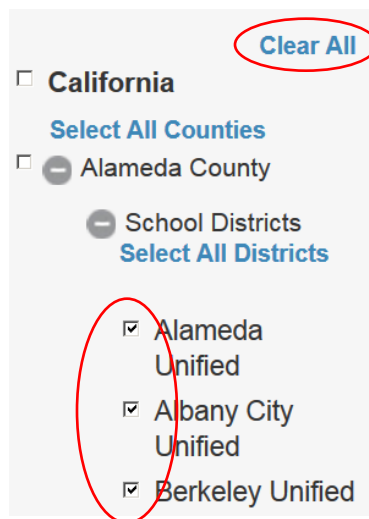 Clear All
California
Select All Counties
Alameda County
School Districts
Select All Districts
Alameda
Unified
Albany City
Unified
Berkeley Unified